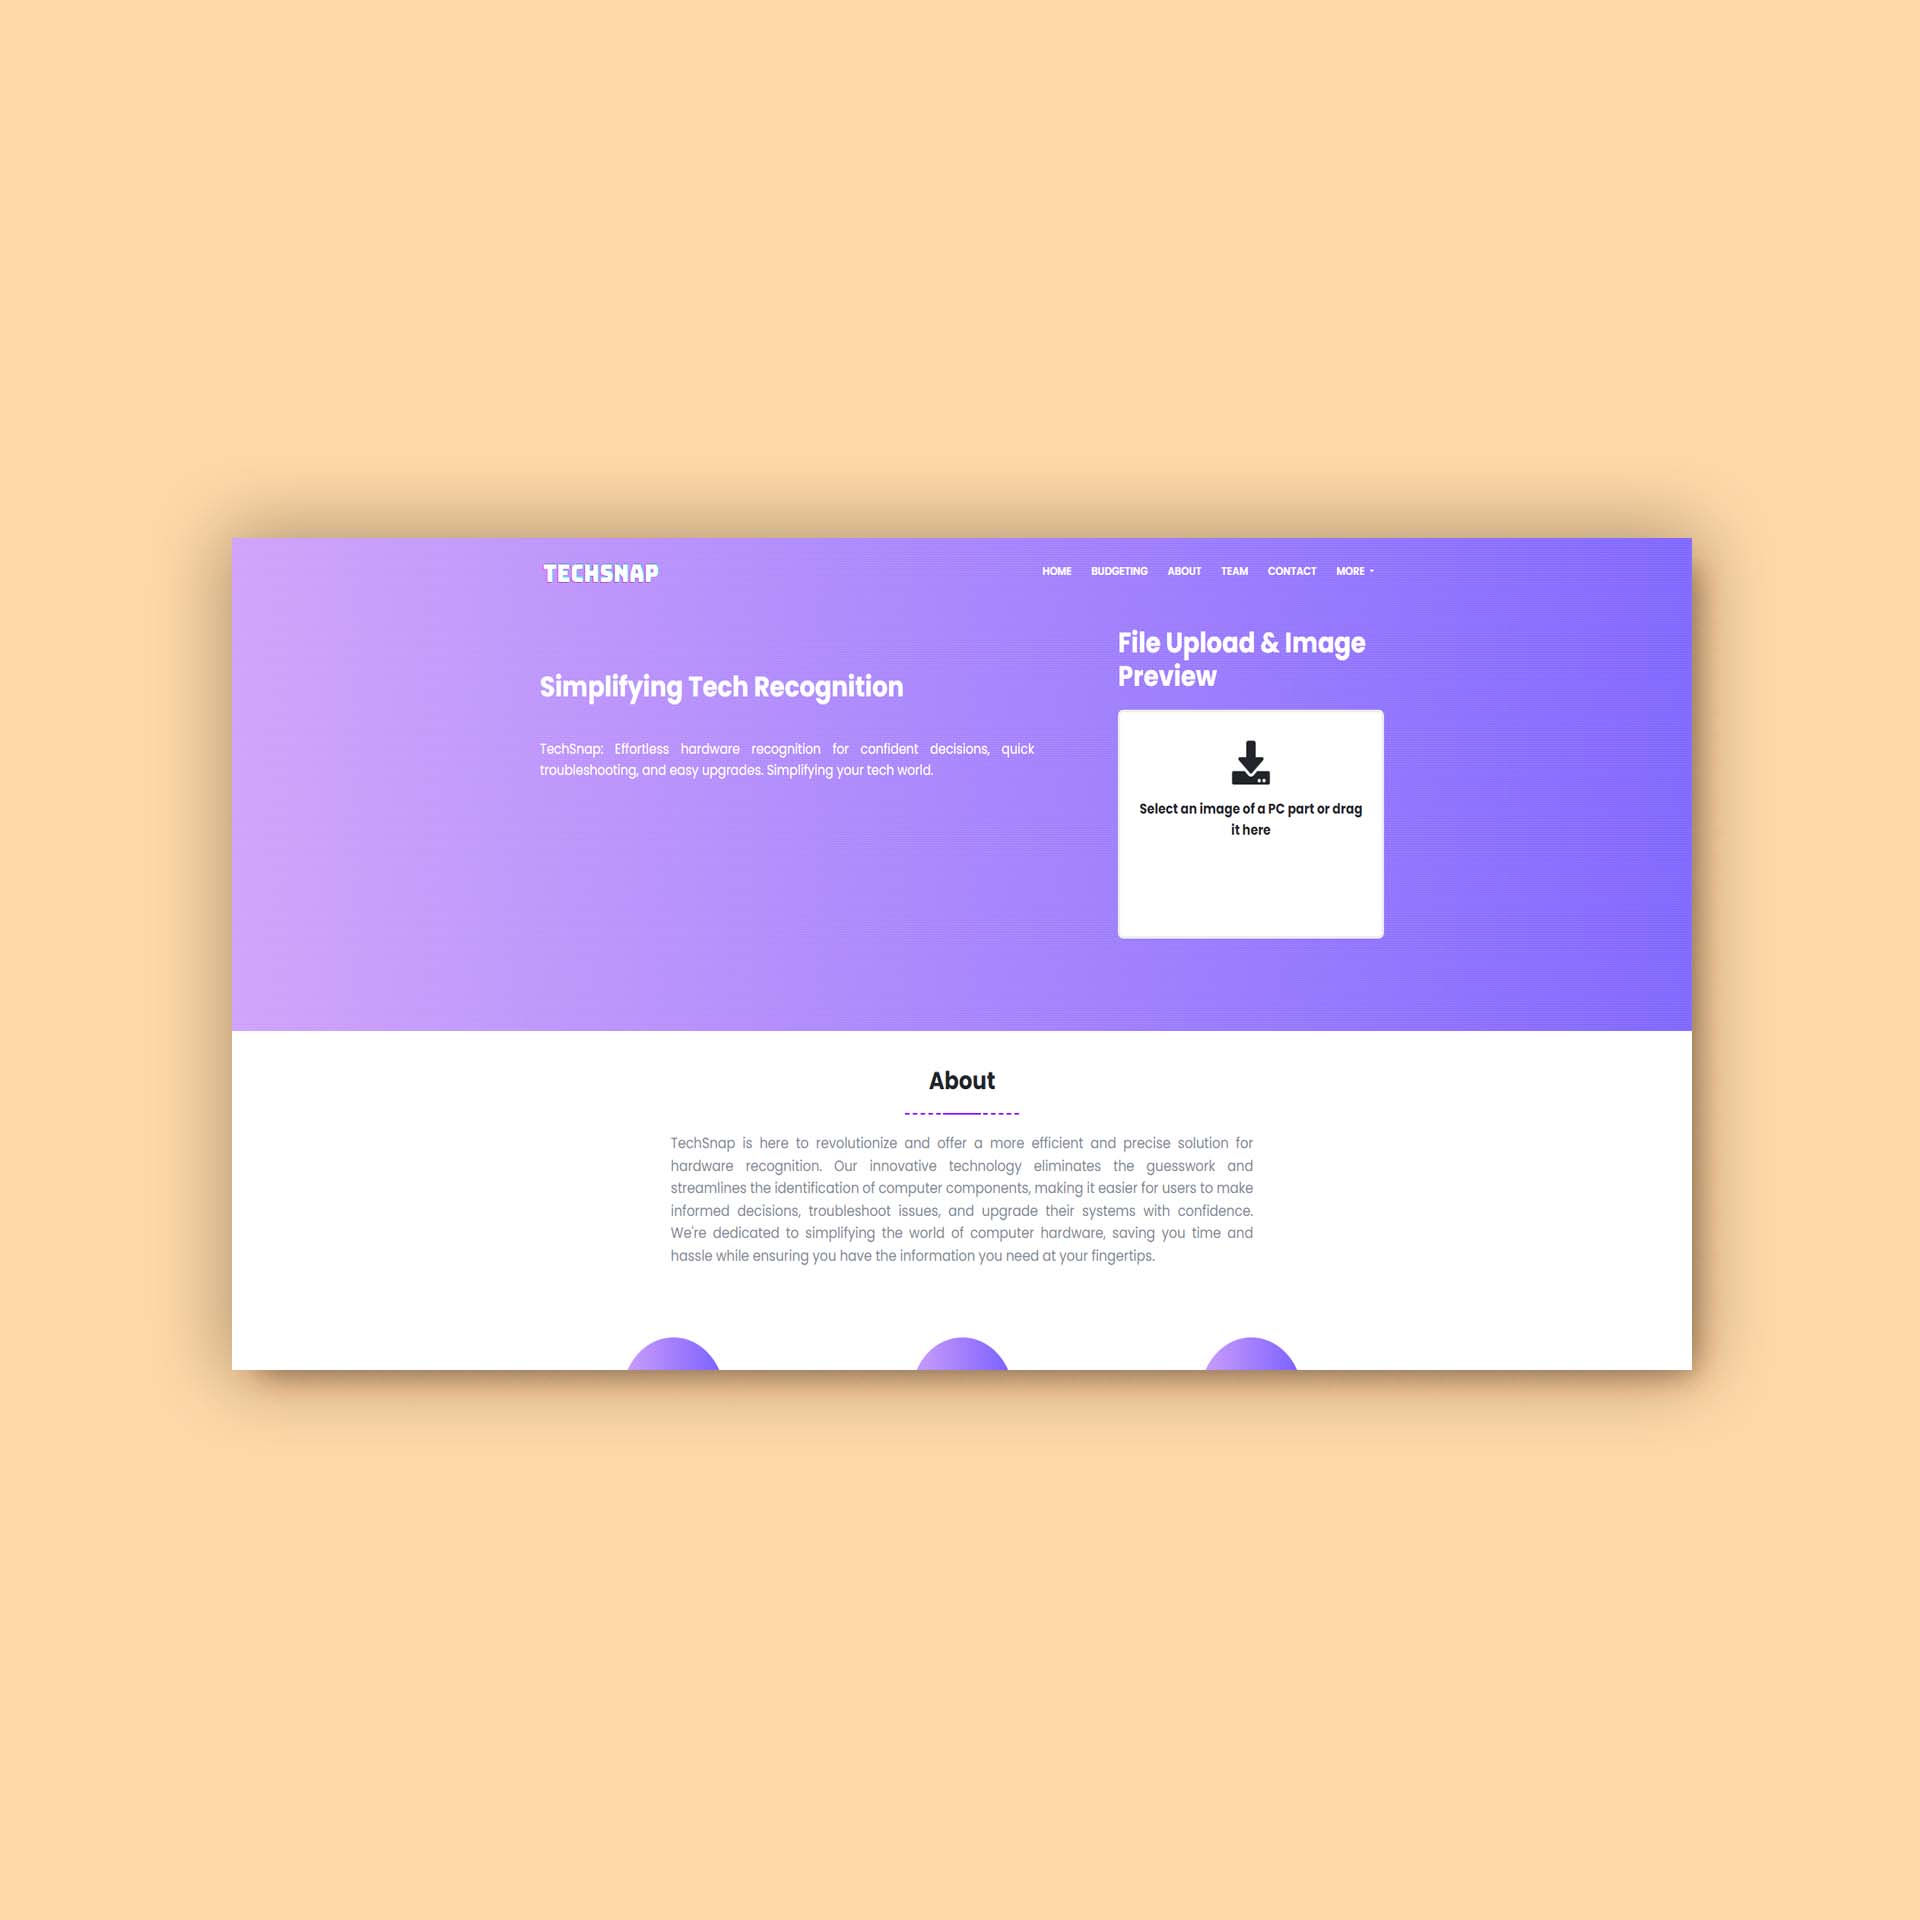 TECHSNAP
HOME BUDGETING ABOUT TEAM CONTACT MORE
Simplifying Tech Recognition
TechSnap: Effortless hardware recognition for confident decisions, quick
troubleshooting, and easy upgrades. Simplifying your tech world.
File Upload & Image
Preview
Select an image of a PC part or drag
it here
About
TechSnap is here to revolutionize and offer a more efficient and precise solution for
hardware recognition. Our innovative technology eliminates the guesswork and
streamlines the identification of computer components, making it easier for users to make
informed decisions, troubleshoot issues, and upgrade their systems with confidence.
We're dedicated to simplifying the world of computer hardware, saving you time and
hassle while ensuring you have the information you need at your fingertips.